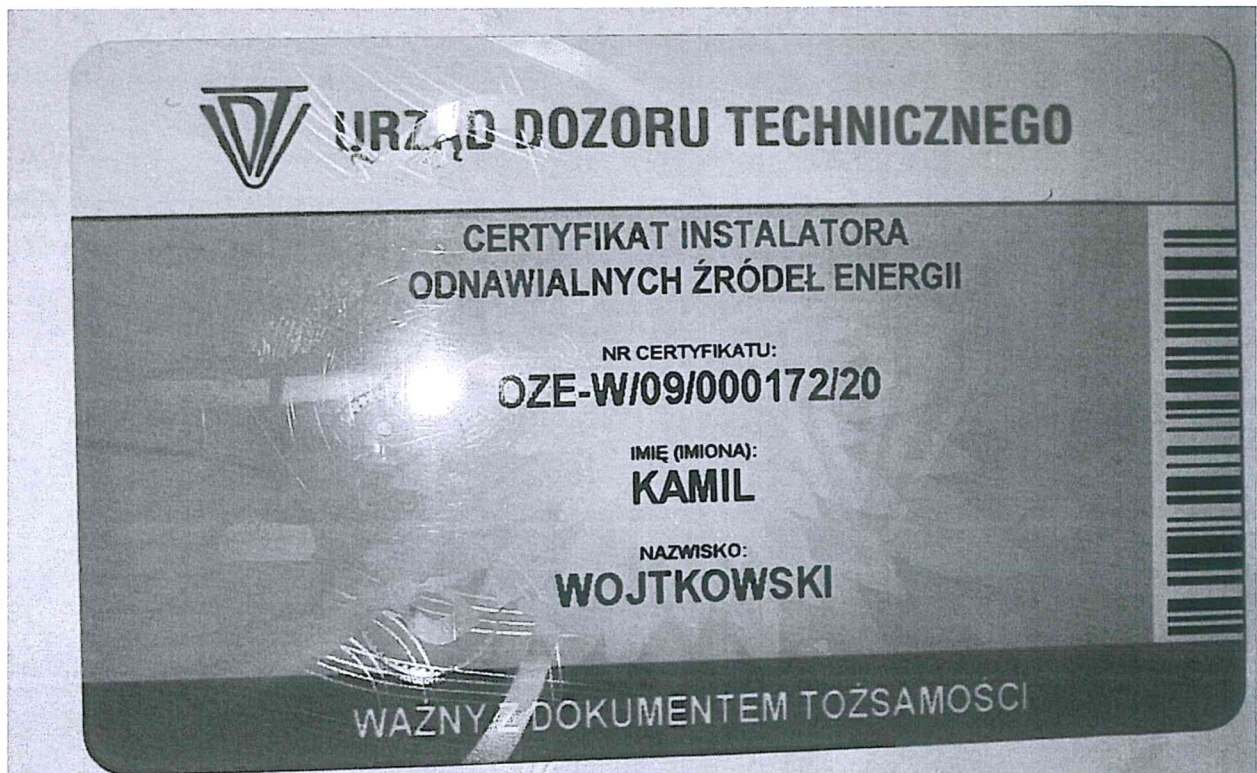 UDT URZĄD DOZORU TECHNICZNEGO
CERTYFIKAT INSTALATORA
ODNAWIALNYCH ŹRÓDEŁ ENERGII
NR CERTYFIKATU:
OZE-W/09/000172/20
IMIĘ (IMIONA):
KAMIL
NAZWISKO:
WOJTKOWSKI
WAŻNY Z DOKUMENTEM TOŻSAMOŚCI